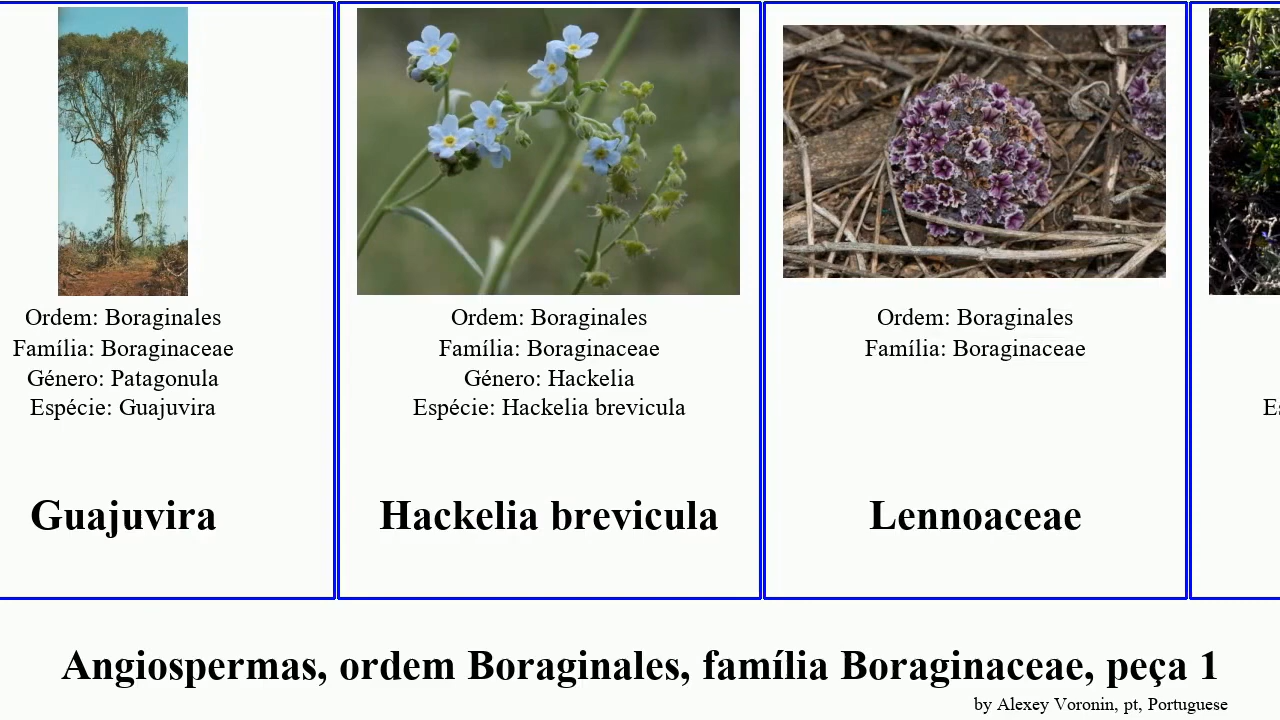 Ordem: Boraginales
Família: Boraginaceae
Género: Patagonula
Espécie: Guajuvira
Guajuvira
Ordem: Boraginales
Família: Boraginaceae
Género: Hackelia
Espécie: Hackelia brevicula
Hackelia brevicula
Ordem: Boraginales
Família: Boraginaceae
Lennoaceae
Angiospermas, ordem Boraginales, família Boraginaceae, peça 1
by Alexey Voronin, pt, Portuguese